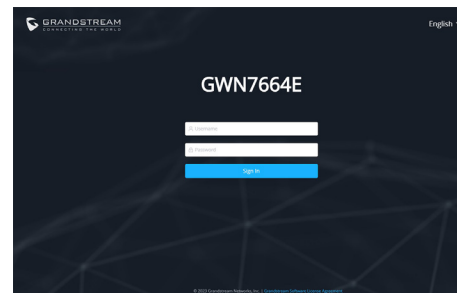 GRANDSTREAM
CONNECTING THE WORLD
English
GWN7664E
Username
Password
Sign In
© 2023 Grandstream Networks, Inc. | Grandstream Software License Agreement